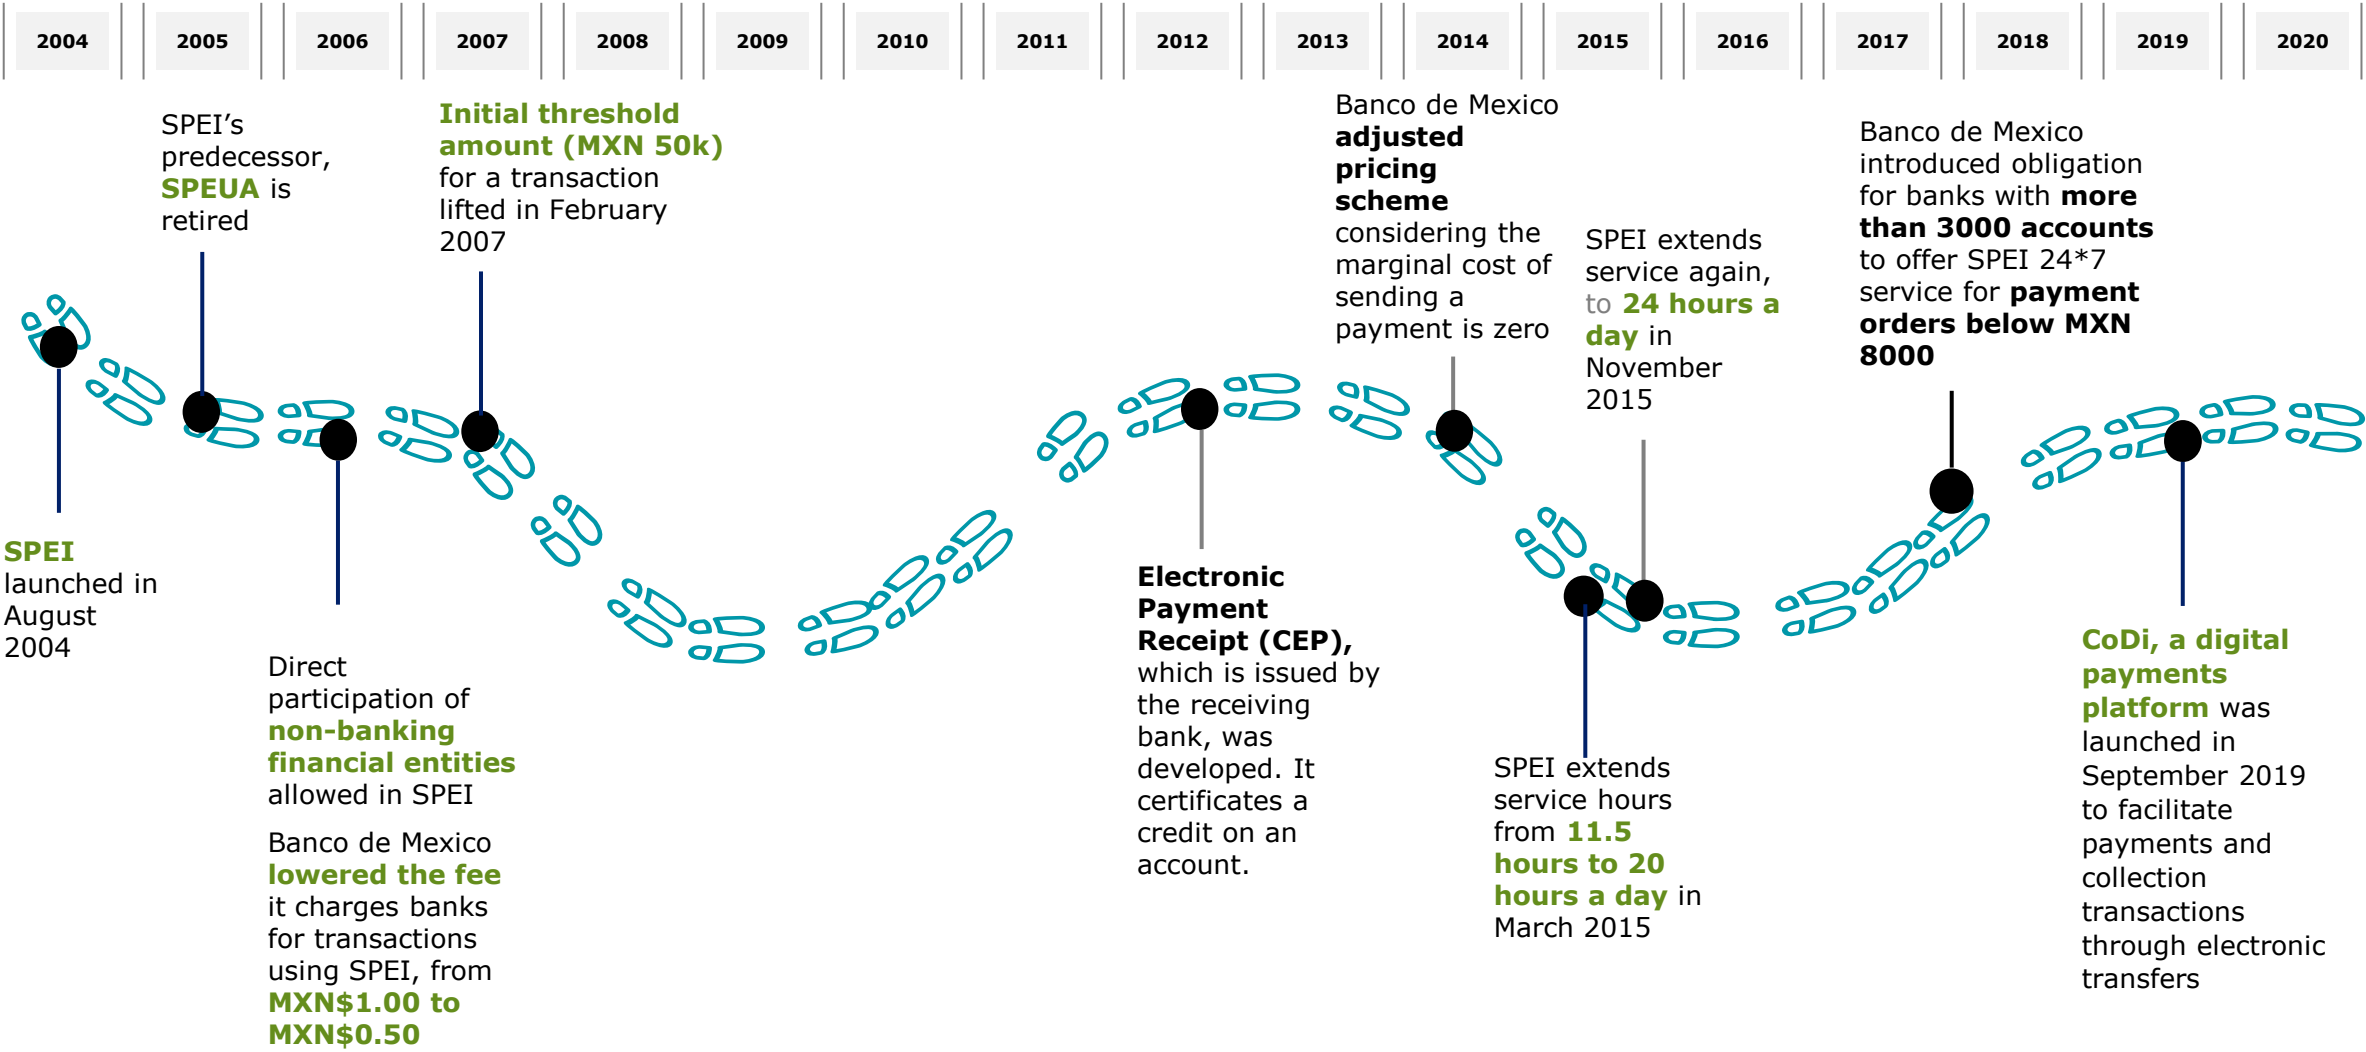 2004 2005 2006 2007 2008 2009 2010 2011 2012 2013 2014 2015 2016 2017 2018 2019 2020
SPEI
launched in
August
2004
SPEI’s
predecessor,
SPEUA is
retired
Direct
participation of
non-banking
financial entities
allowed in SPEI
Banco de Mexico
lowered the fee
it charges banks
for transactions
using SPEI, from
MXN$1.00 to
MXN$0.50
Initial threshold
amount (MXN 50k)
for a transaction
lifted in February
2007
Electronic
Payment
Receipt (CEP),
which is issued by
the receiving
bank, was
developed. It
certificates a
credit on an
account.
Banco de Mexico
adjusted
pricing
scheme
considering the
marginal cost of
sending a
payment is zero
SPEI extends
service hours
from 11.5
hours to 20
hours a day in
March 2015
SPEI extends
service again,
to 24 hours a
day in
November
2015
Banco de Mexico
introduced obligation
for banks with more
than 3000 accounts
to offer SPEI 24*7
service for payment
orders below MXN
8000
CoDi, a digital
payments
platform was
launched in
September 2019
to facilitate
payments and
collection
transactions
through electronic
transfers